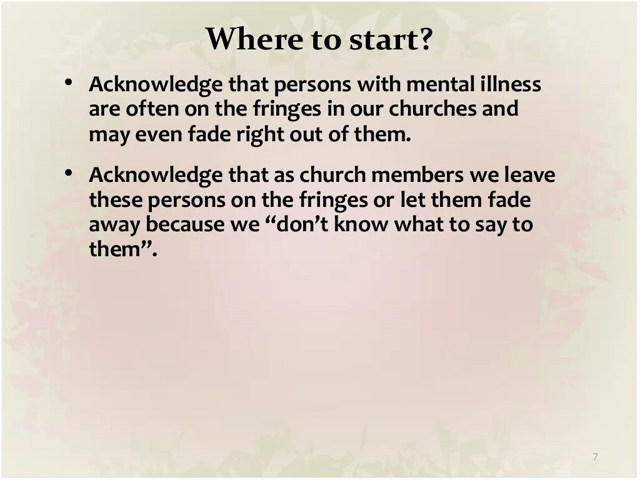 Where to start?
• Acknowledge that persons with mental illness
are often on the fringes in our churches and
may even fade right out of them.
• Acknowledge that as church members we leave
these persons on the fringes or let them fade
away because we “don’t know what to say to
them”.
7